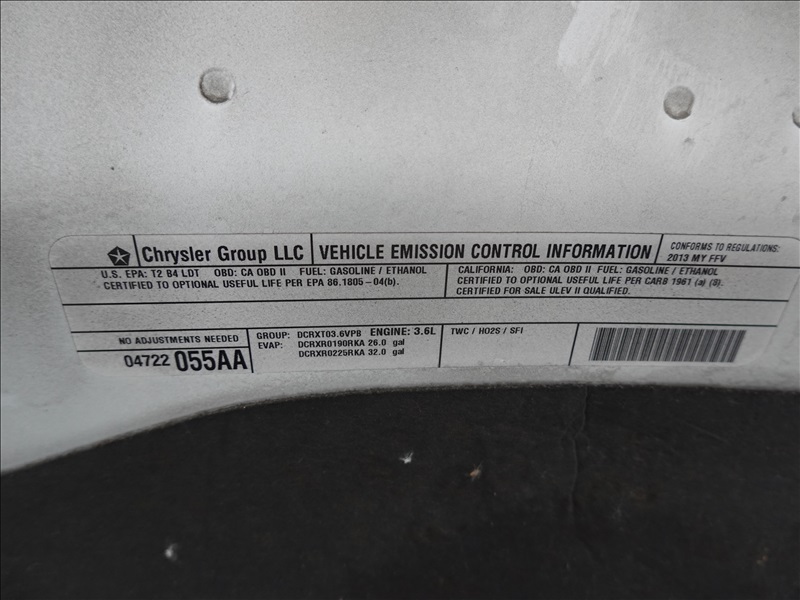 Chrysler Group LLC
VEHICLE EMISSION CONTROL INFORMATION
CONFORMS TO REGULATIONS:
2013 MY FFV
U.S. EPA: T2 B4 LDT OBD: CA OBD II FUEL: GASOLINE / ETHANOL
CERTIFIED TO OPTIONAL USEFUL LIFE PER EPA 86.1805-04(b).
CALIFORNIA: OBD: CA OBD II FUEL: GASOLINE / ETHANOL
CERTIFIED TO OPTIONAL USEFUL LIFE PER CARB 1961 (a) (8).
CERTIFIED FOR SALE ULEV II QUALIFIED.
NO ADJUSTMENTS NEEDED
04722 055AA
GROUP: DCRXT03.6VPB ENGINE: 3.6L
EVAP: DCRXR0190RKA 26.0 gal
DCRXR0225RKA 32.0 gal
TWC / HO2S / SFI